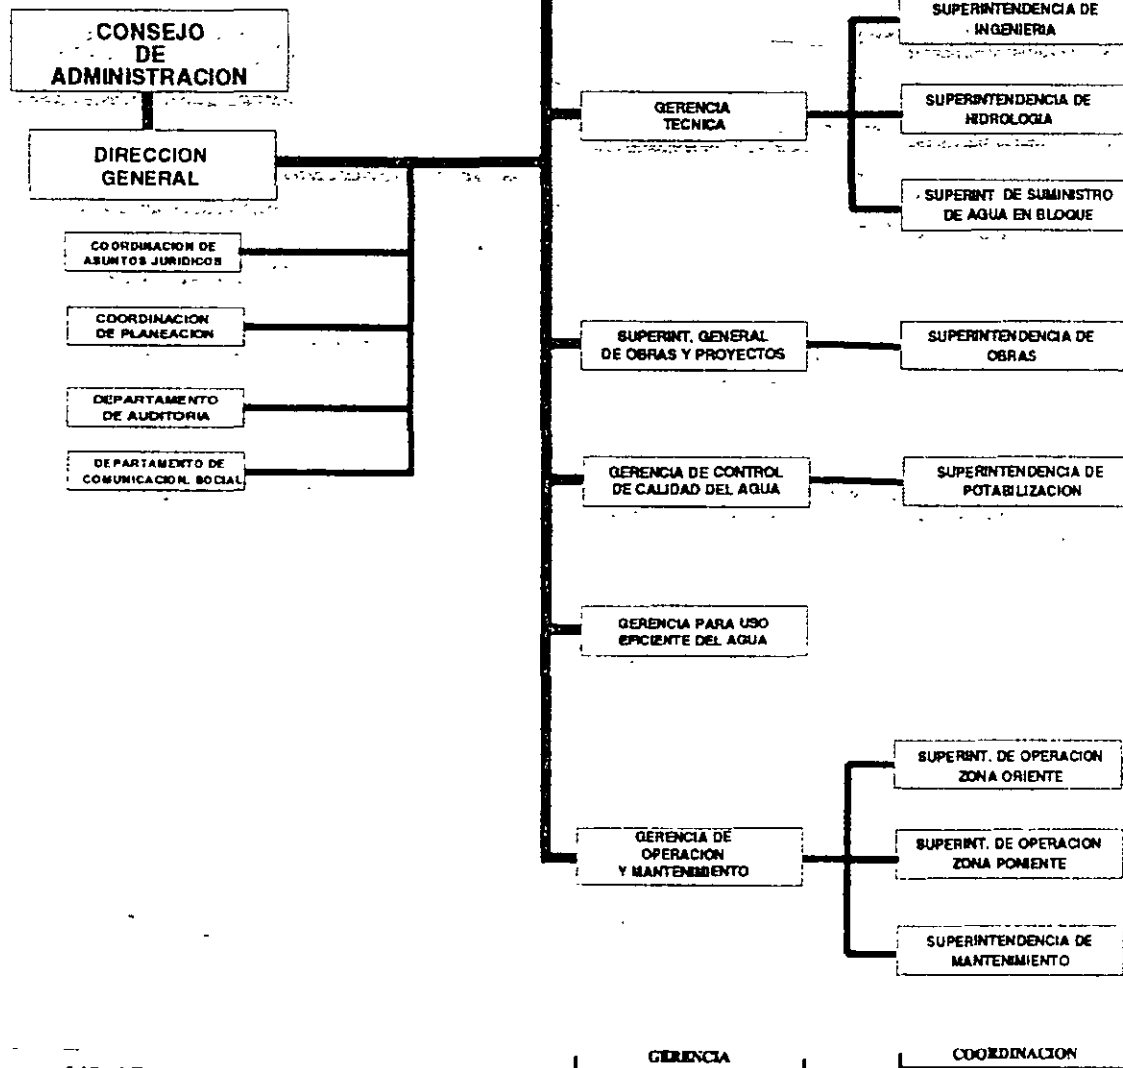 CONSEJO
DE
ADMINISTRACION
DIRECCION
GENERAL
COORDINACION DE
ASUNTOS JURIDICOS
COORDINACION
DE PLANEACION
DEPARTAMENTO
DE AUDITORIA
DEPARTAMENTO DE
COMUNICACION. SOCIAL
GERENCIA
TECNICA
SUPERINTENDENCIA DE
INGENIERIA
SUPERINTENDENCIA DE
HIDROLOGIA
SUPERINT DE SUMINISTRO
DE AGUA EN BLOQUE
SUPERINT. GENERAL
DE OBRAS Y PROYECTOS
SUPERINTENDENCIA DE
OBRAS
GERENCIA DE CONTROL
DE CALIDAD DEL AGUA
SUPERINTENDENCIA DE
POTABILIZACION
GERENCIA PARA USO
EFICIENTE DEL AGUA
GERENCIA DE
OPERACION
Y MANTENIMIENTO
SUPERINT. DE OPERACION
ZONA ORIENTE
SUPERINT. DE OPERACION
ZONA PONIENTE
SUPERINTENDENCIA DE
MANTENIMIENTO
GERENCIA
COORDINACION